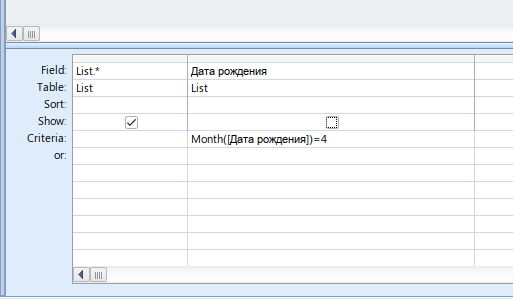 Field: List.* Дата рождения
Table: List List
Sort:
Show:
Criteria: Month([Дата рождения])=4
or: